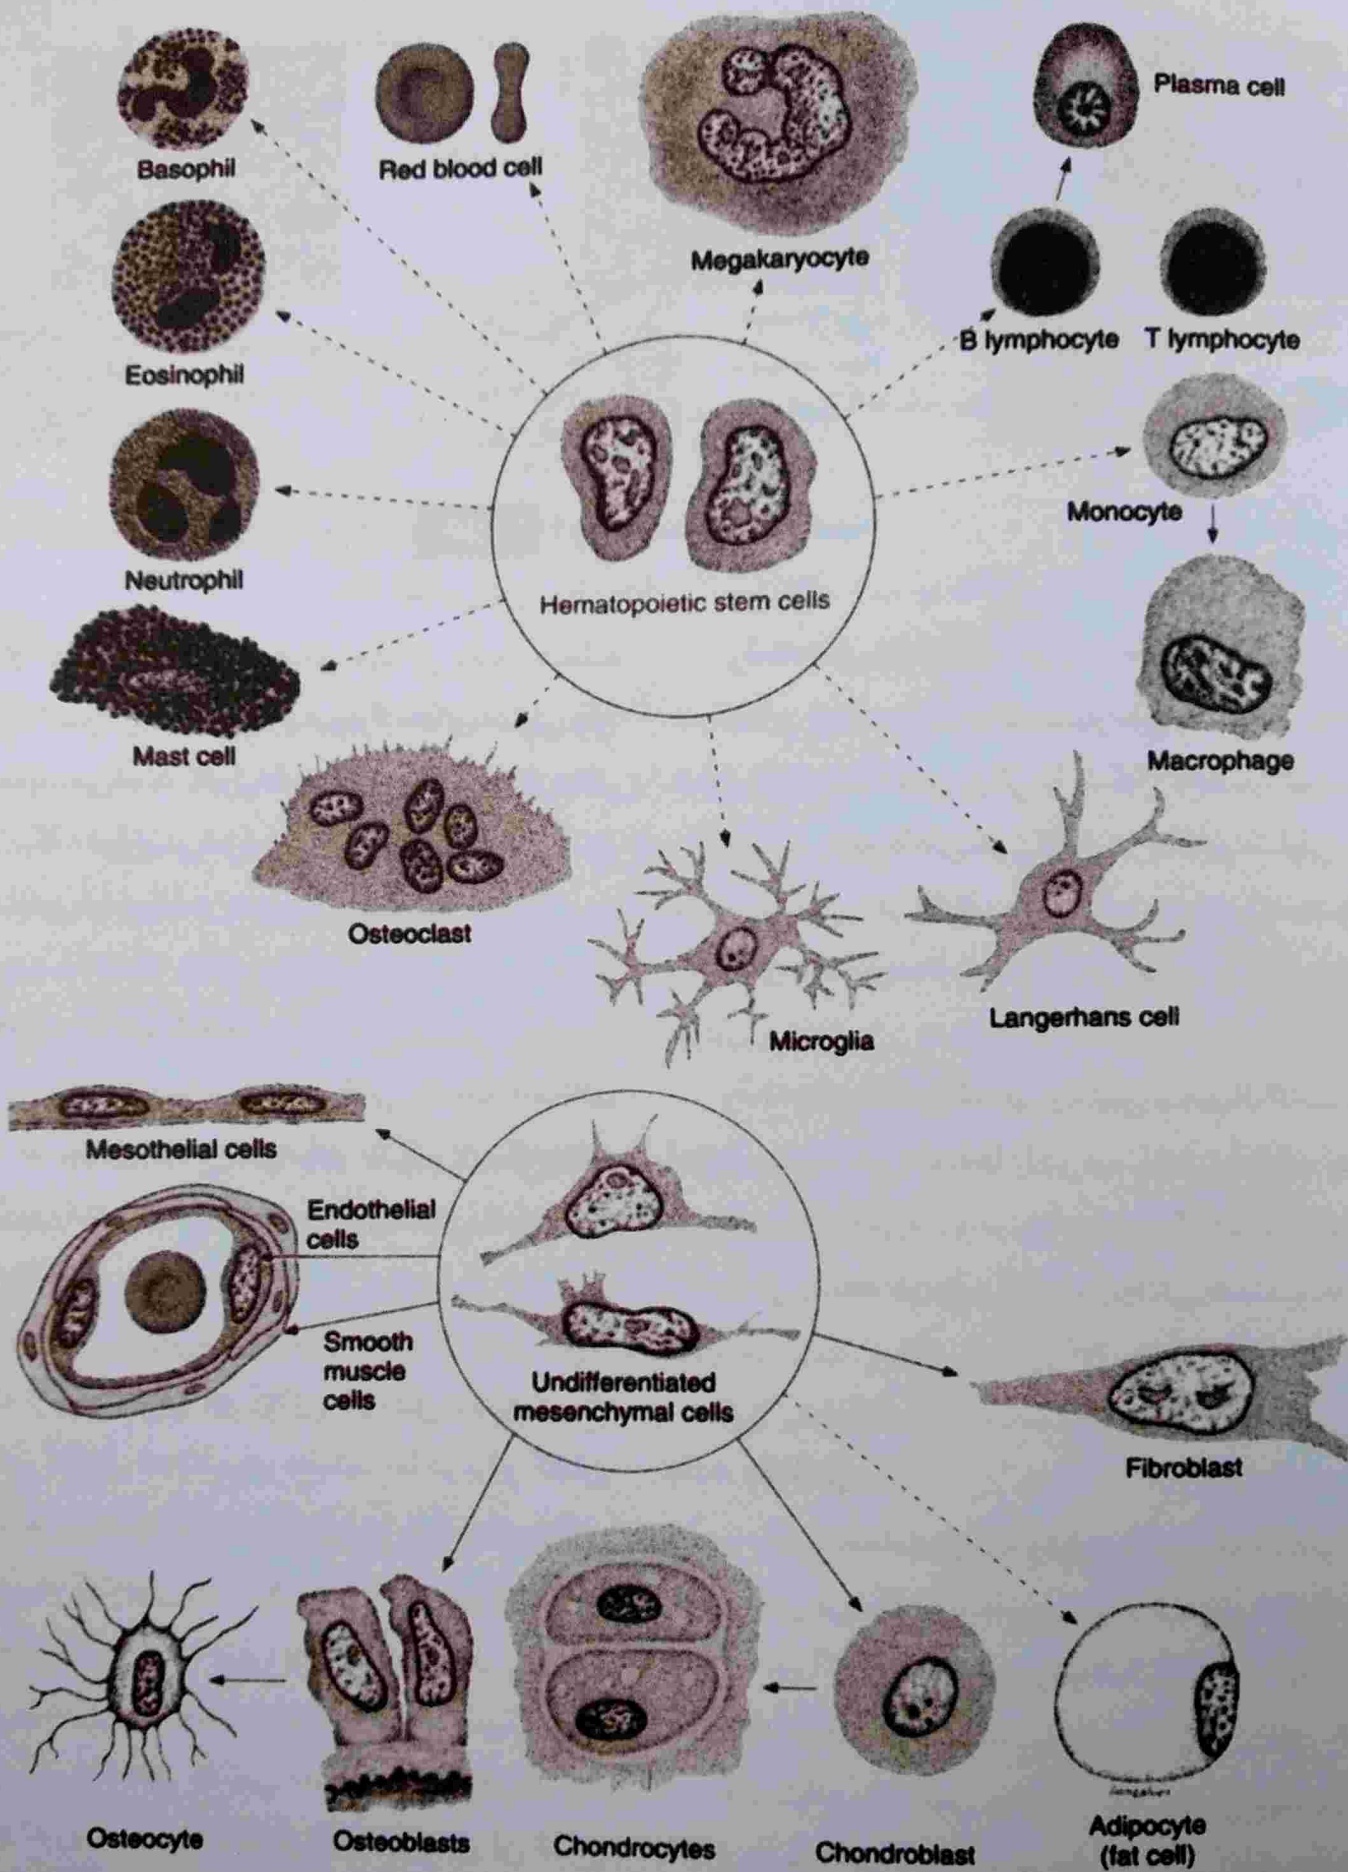 Plasma cell
Basophil
Red blood cell
Megakaryocyte
B lymphocyte
T lymphocyte
Eosinophil
Monocyte
Neutrophil
Hematopoietic stem cells
Mast cell
Macrophage
Osteoclast
Langerhans cell
Microglia
Mesothelial cells
Endothelial
cells
Smooth
muscle
cells
Undifferentiated
mesenchymal cells
Fibroblast
Osteocyte
Osteoblasts
Chondrocytes
Chondroblast
Adipocyte
(fat cell)